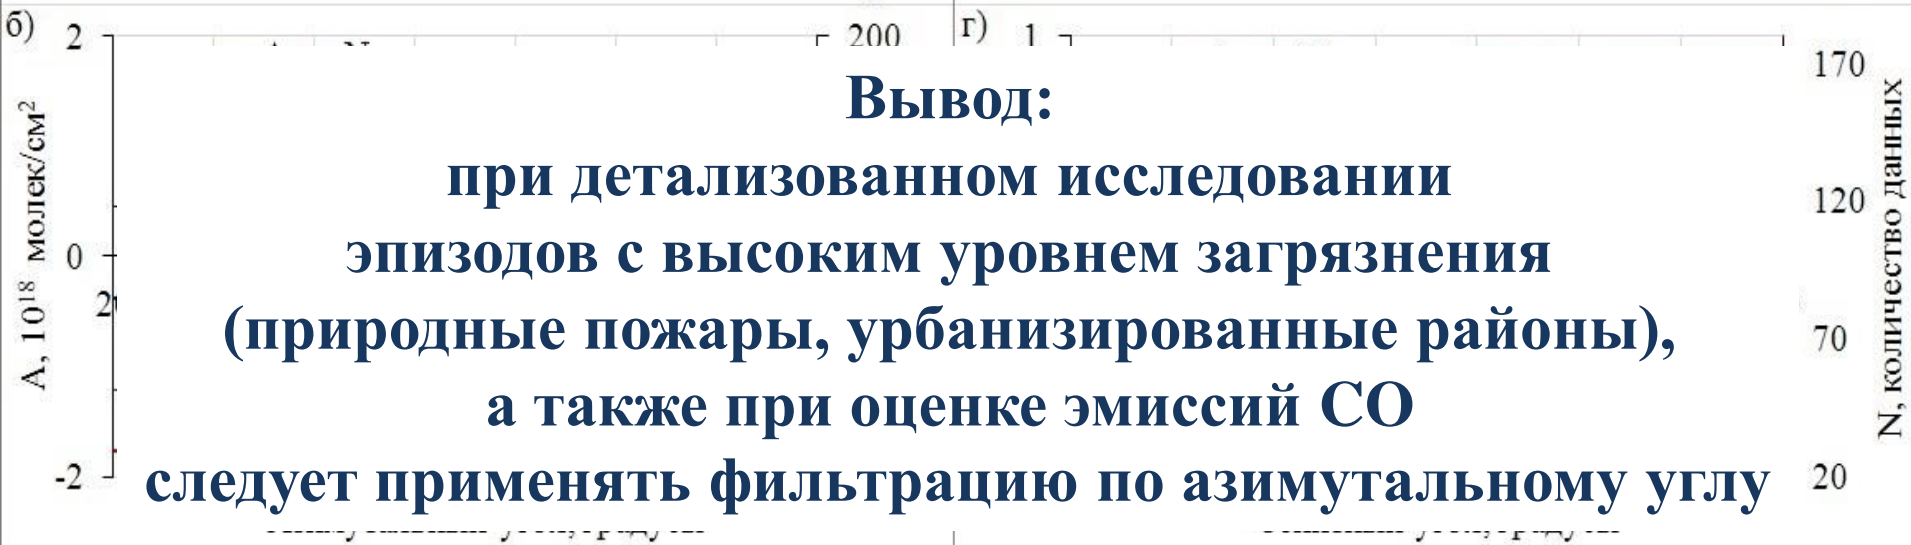 б)
2
200
г)
1
170
А, 10¹⁸ молек/см²
N, количество данных
Вывод:
при детализованном исследовании
120
эпизодов с высоким уровнем загрязнения
0
2
(природные пожары, урбанизированные районы),
70
а также при оценке эмиссий СО
-2
следует применять фильтрацию по азимутальному углу
20